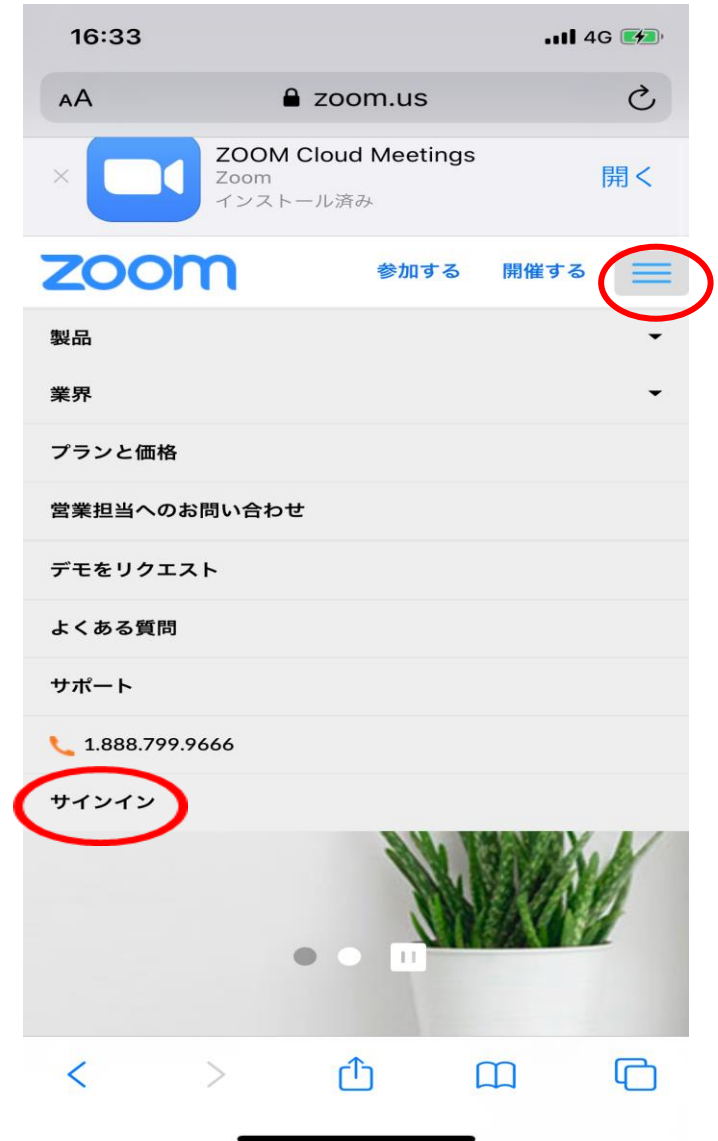 16:33
4G
AA zoom.us
ZOOM Cloud Meetings
Zoom
インストール済み
開く
zoom 参加する 開催する
製品
業界
プランと価格
営業担当へのお問い合わせ
デモをリクエスト
よくある質問
サポート
1.888.799.9666
サインイン